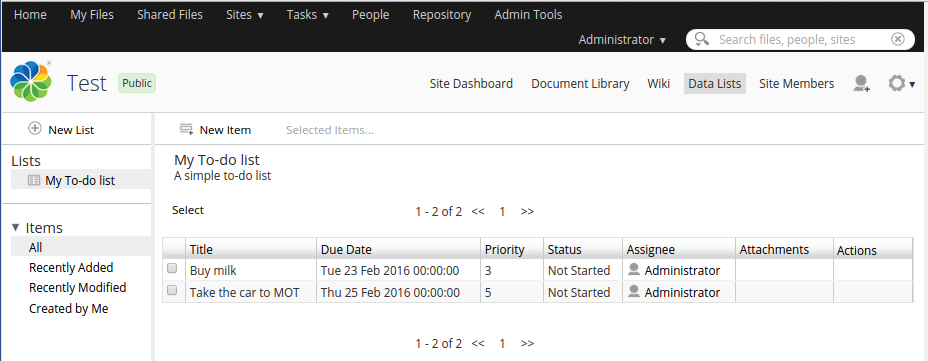 Home My Files Shared Files Sites ▾ Tasks ▾ People Repository Admin Tools
Administrator ▾ Search files, people, sites
Test Public Site Dashboard Document Library Wiki Data Lists Site Members
New List New Item Selected Items...
Lists
My To-do list
My To-do list
A simple to-do list
Select 1 - 2 of 2 << 1 >>
Items
All
Recently Added
Recently Modified
Created by Me
Title Due Date Priority Status Assignee Attachments Actions
Buy milk Tue 23 Feb 2016 00:00:00 3 Not Started Administrator
Take the car to MOT Thu 25 Feb 2016 00:00:00 5 Not Started Administrator
1 - 2 of 2 << 1 >>